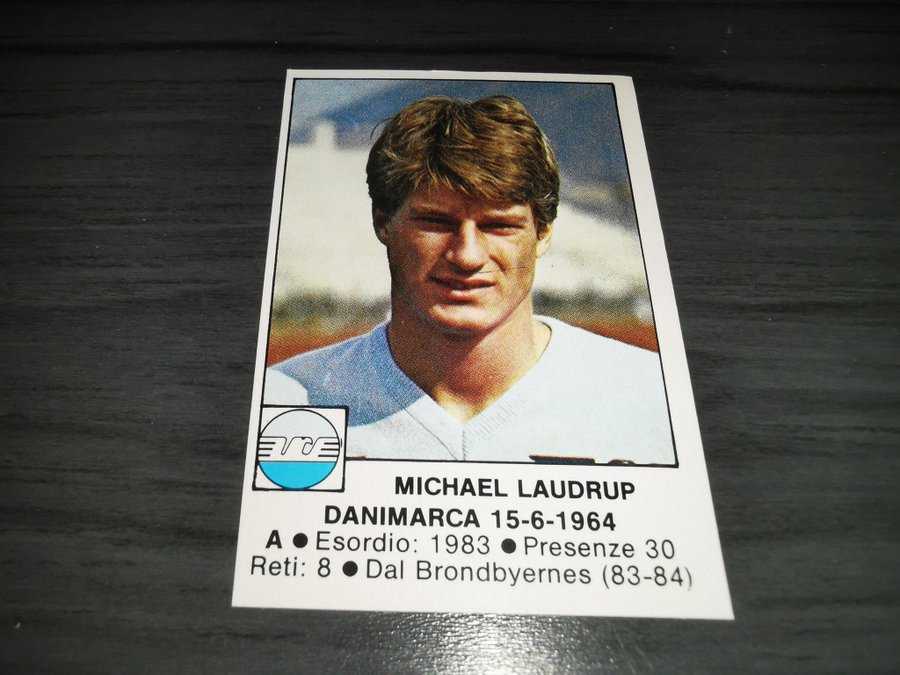 MICHAEL LAUDRUP
DANIMARCA 15-6-1964
A ● Esordio: 1983 ● Presenze 30
Reti: 8 ● Dal Brondbyernes (83-84)